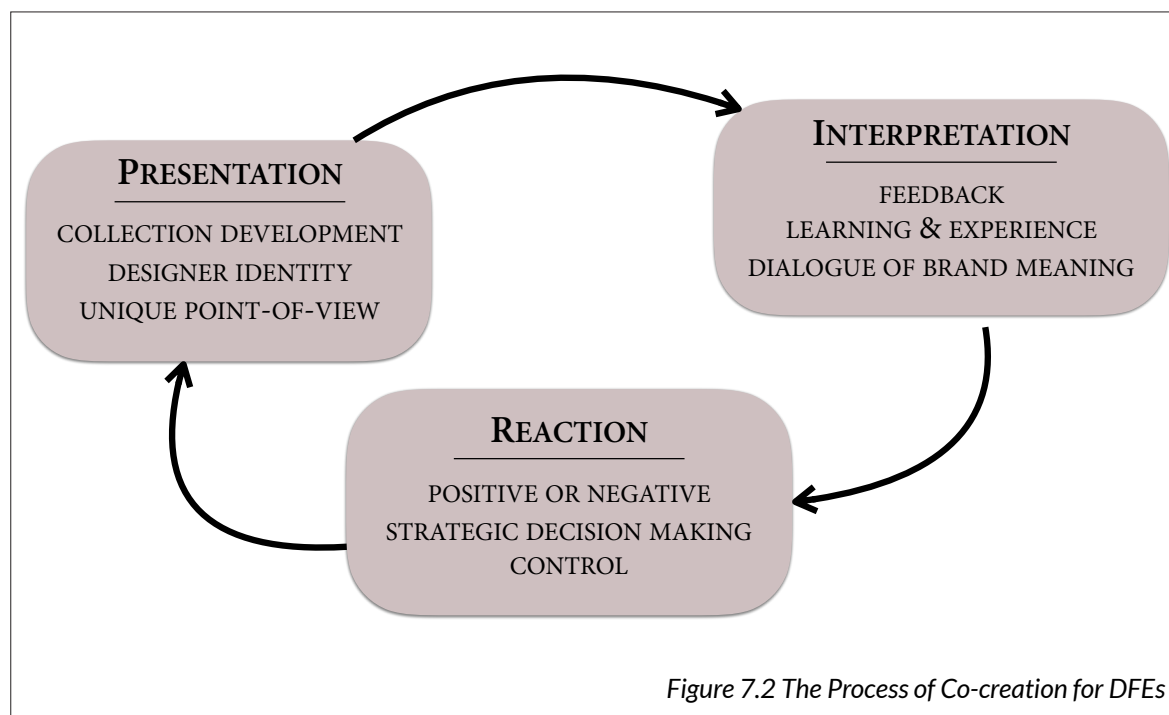 PRESENTATION
COLLECTION DEVELOPMENT
DESIGNER IDENTITY
UNIQUE POINT-OF-VIEW
INTERPRETATION
FEEDBACK
LEARNING & EXPERIENCE
DIALOGUE OF BRAND MEANING
REACTION
POSITIVE OR NEGATIVE
STRATEGIC DECISION MAKING
CONTROL
Figure 7.2 The Process of Co-creation for DFEs